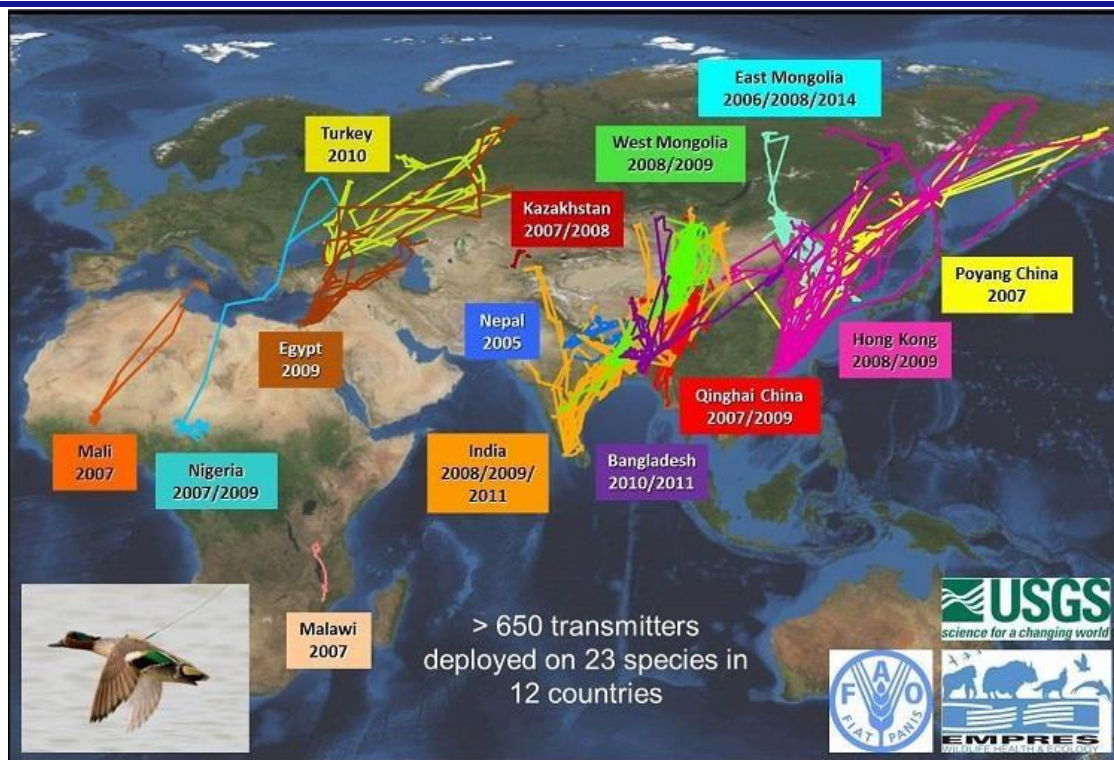 East Mongolia
2006/2008/2014
Turkey
2010
West Mongolia
2008/2009
Kazakhstan
2007/2008
Poyang China
2007
Nepal
2005
Hong Kong
2008/2009
Egypt
2009
Qinghai China
2007/2009
Mali
2007
Nigeria
2007/2009
India
2008/2009/
2011
Bangladesh
2010/2011
Malawi
2007
> 650 transmitters
deployed on 23 species in
12 countries
USGS
science for a changing world
F A O
FIAT PANIS
EMPRES
WILDLIFE HEALTH & ECOLOGY